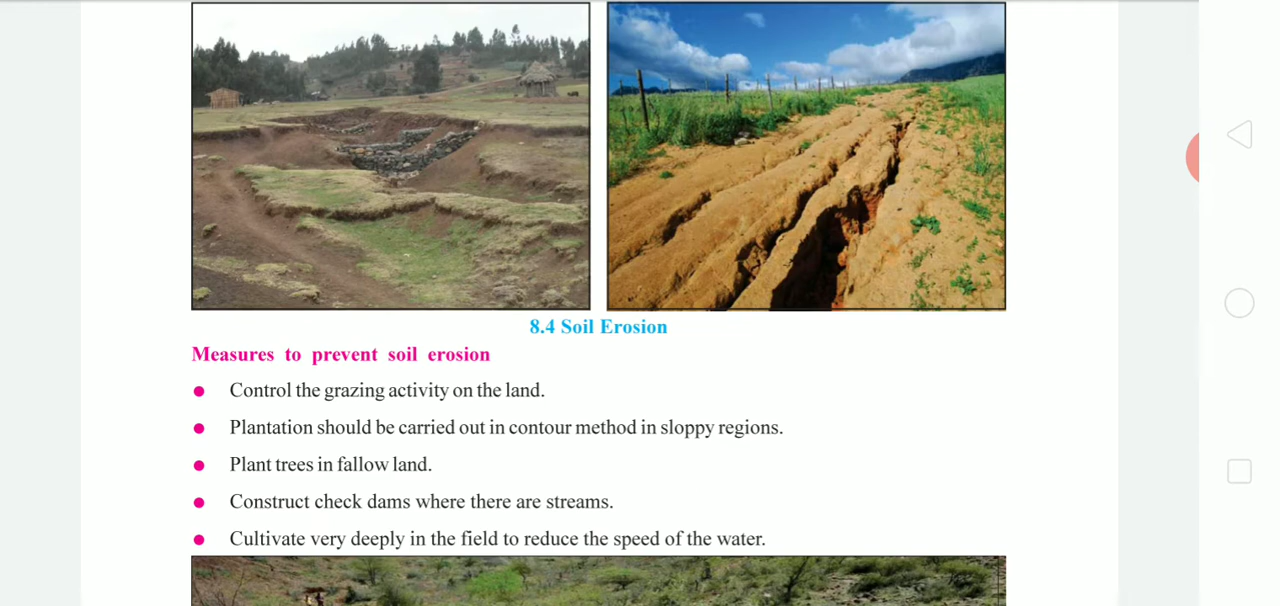 8.4 Soil Erosion
Measures to prevent soil erosion
● Control the grazing activity on the land.
● Plantation should be carried out in contour method in sloppy regions.
● Plant trees in fallow land.
● Construct check dams where there are streams.
● Cultivate very deeply in the field to reduce the speed of the water.